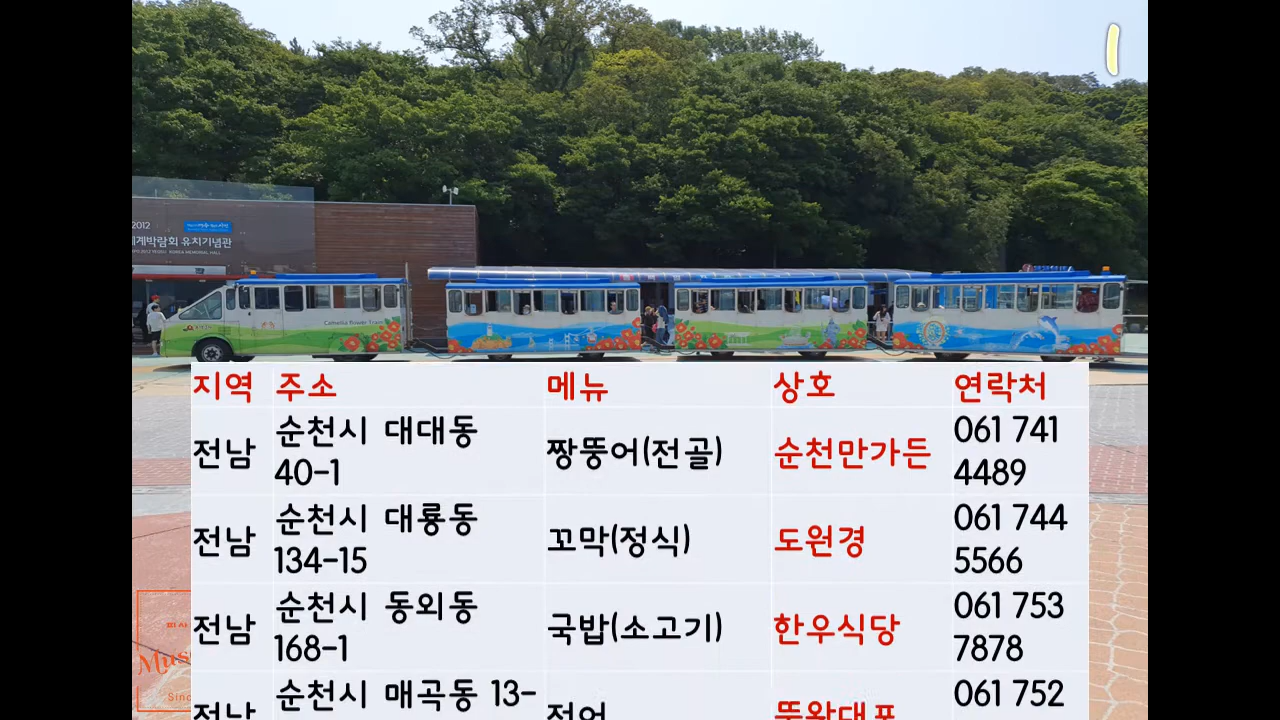 2012
세계박람회 유치기념관
Camellia flower Train
지역 주소 메뉴 상호 연락처
전남 순천시 대대동 40-1 짱뚱어(전골) 순천만가든 061 741 4489
전남 순천시 대룡동 134-15 꼬막(정식) 도원경 061 744 5566
전남 순천시 동외동 168-1 국밥(소고기) 한우식당 061 753 7878
순천시 매곡동 13- 061 752